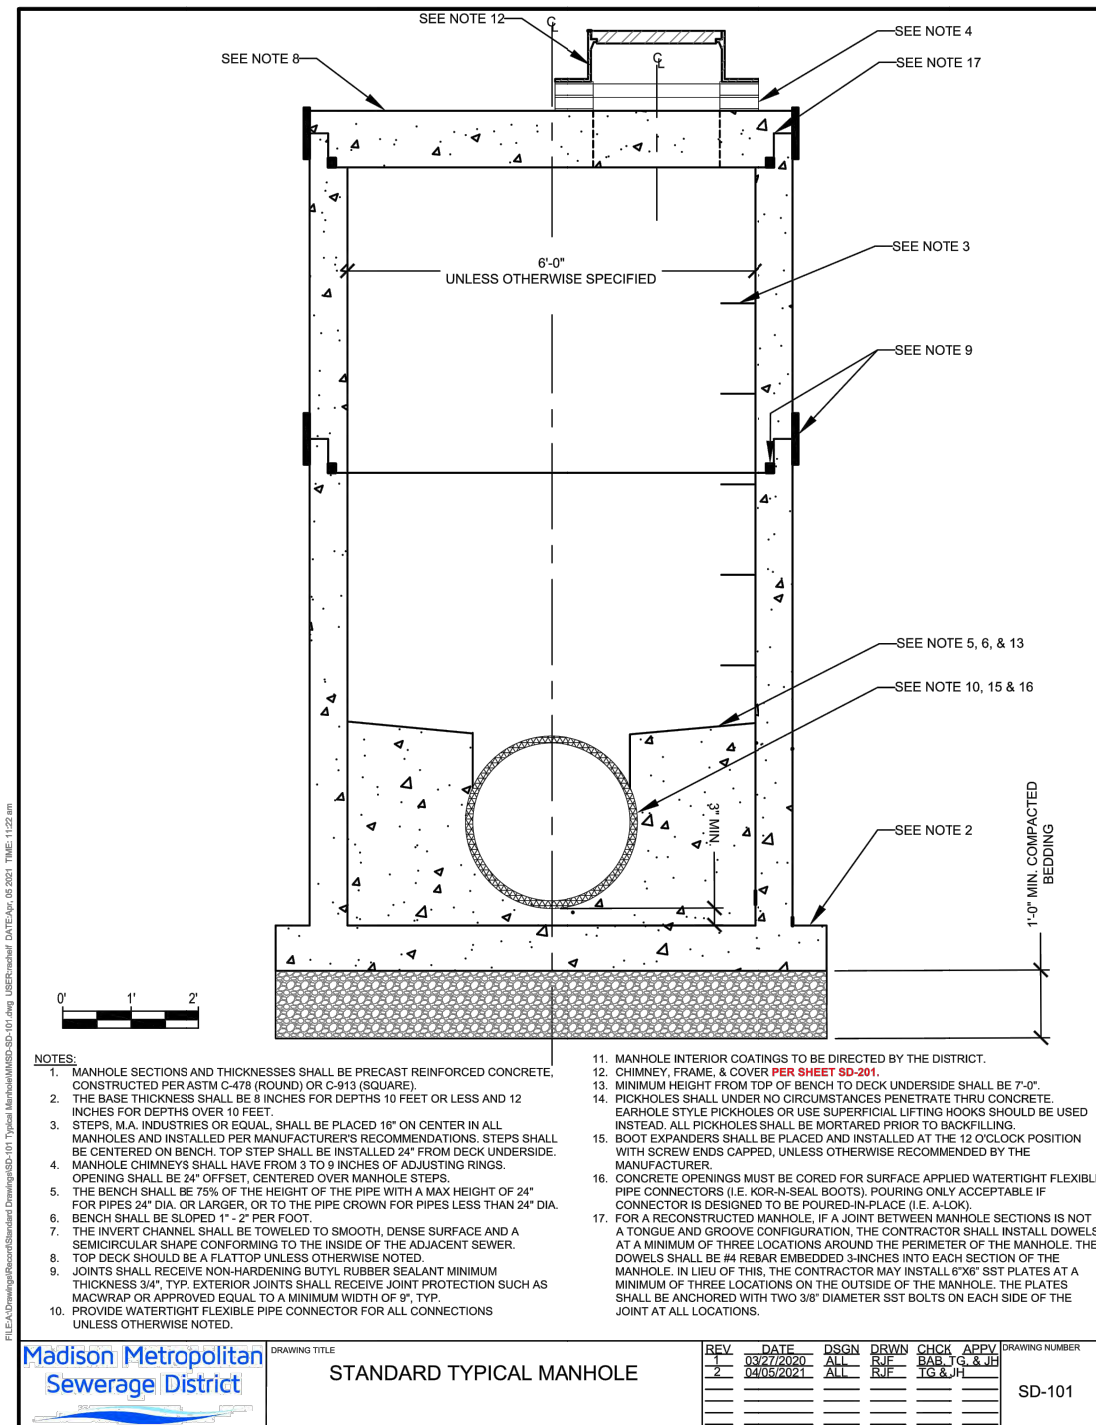 SEE NOTE 12
SEE NOTE 4
SEE NOTE 8
SEE NOTE 17
6'-0"
UNLESS OTHERWISE SPECIFIED
SEE NOTE 3
SEE NOTE 9
SEE NOTE 5, 6, & 13
SEE NOTE 10, 15 & 16
3" MIN.
SEE NOTE 2
1'-0" MIN. COMPACTED
BEDDING
0' 1' 2'
FILE:A:\Drawings\Record\Standard Drawings\SD-101 Typical Manhole\MMSD-SD-101.dwg USER:rachelf DATE:Apr, 05 2021 TIME: 11:22 am
NOTES:
1. MANHOLE SECTIONS AND THICKNESSES SHALL BE PRECAST REINFORCED CONCRETE,
CONSTRUCTED PER ASTM C-478 (ROUND) OR C-913 (SQUARE).
2. THE BASE THICKNESS SHALL BE 8 INCHES FOR DEPTHS 10 FEET OR LESS AND 12
INCHES FOR DEPTHS OVER 10 FEET.
3. STEPS, M.A. INDUSTRIES OR EQUAL, SHALL BE PLACED 16" ON CENTER IN ALL
MANHOLES AND INSTALLED PER MANUFACTURER'S RECOMMENDATIONS. STEPS SHALL
BE CENTERED ON BENCH. TOP STEP SHALL BE INSTALLED 24" FROM DECK UNDERSIDE.
4. MANHOLE CHIMNEYS SHALL HAVE FROM 3 TO 9 INCHES OF ADJUSTING RINGS.
OPENING SHALL BE 24" OFFSET, CENTERED OVER MANHOLE STEPS.
5. THE BENCH SHALL BE 75% OF THE HEIGHT OF THE PIPE WITH A MAX HEIGHT OF 24"
FOR PIPES 24" DIA. OR LARGER, OR TO THE PIPE CROWN FOR PIPES LESS THAN 24" DIA.
6. BENCH SHALL BE SLOPED 1" - 2" PER FOOT.
7. THE INVERT CHANNEL SHALL BE TOWELED TO SMOOTH, DENSE SURFACE AND A
SEMICIRCULAR SHAPE CONFORMING TO THE INSIDE OF THE ADJACENT SEWER.
8. TOP DECK SHOULD BE A FLATTOP UNLESS OTHERWISE NOTED.
9. JOINTS SHALL RECEIVE NON-HARDENING BUTYL RUBBER SEALANT MINIMUM
THICKNESS 3/4", TYP. EXTERIOR JOINTS SHALL RECEIVE JOINT PROTECTION SUCH AS
MACWRAP OR APPROVED EQUAL TO A MINIMUM WIDTH OF 9", TYP.
10. PROVIDE WATERTIGHT FLEXIBLE PIPE CONNECTOR FOR ALL CONNECTIONS
UNLESS OTHERWISE NOTED.
11. MANHOLE INTERIOR COATINGS TO BE DIRECTED BY THE DISTRICT.
12. CHIMNEY, FRAME, & COVER PER SHEET SD-201.
13. MINIMUM HEIGHT FROM TOP OF BENCH TO DECK UNDERSIDE SHALL BE 7'-0".
14. PICKHOLES SHALL UNDER NO CIRCUMSTANCES PENETRATE THRU CONCRETE.
EARHOLE STYLE PICKHOLES OR USE SUPERFICIAL LIFTING HOOKS SHOULD BE USED
INSTEAD. ALL PICKHOLES SHALL BE MORTARED PRIOR TO BACKFILLING.
15. BOOT EXPANDERS SHALL BE PLACED AND INSTALLED AT THE 12 O'CLOCK POSITION
WITH SCREW ENDS CAPPED, UNLESS OTHERWISE RECOMMENDED BY THE
MANUFACTURER.
16. CONCRETE OPENINGS MUST BE CORED FOR SURFACE APPLIED WATERTIGHT FLEXIBLE
PIPE CONNECTORS (I.E. KOR-N-SEAL BOOTS). POURING ONLY ACCEPTABLE IF
CONNECTOR IS DESIGNED TO BE POURED-IN-PLACE (I.E. A-LOK).
17. FOR A RECONSTRUCTED MANHOLE, IF A JOINT BETWEEN MANHOLE SECTIONS IS NOT
A TONGUE AND GROOVE CONFIGURATION, THE CONTRACTOR SHALL INSTALL DOWELS
AT A MINIMUM OF THREE LOCATIONS AROUND THE PERIMETER OF THE MANHOLE. THE
DOWELS SHALL BE #4 REBAR EMBEDDED 3-INCHES INTO EACH SECTION OF THE
MANHOLE. IN LIEU OF THIS, THE CONTRACTOR MAY INSTALL 6"X6" SST PLATES AT A
MINIMUM OF THREE LOCATIONS ON THE OUTSIDE OF THE MANHOLE. THE PLATES
SHALL BE ANCHORED WITH TWO 3/8" DIAMETER SST BOLTS ON EACH SIDE OF THE
JOINT AT ALL LOCATIONS.
Madison Metropolitan
Sewerage District
DRAWING TITLE
STANDARD TYPICAL MANHOLE
REV DATE DSGN DRWN CHCK APPV
1 03/27/2020 ALL RJF BAB, TG, & JH
2 04/05/2021 ALL RJF TG & JH
DRAWING NUMBER
SD-101